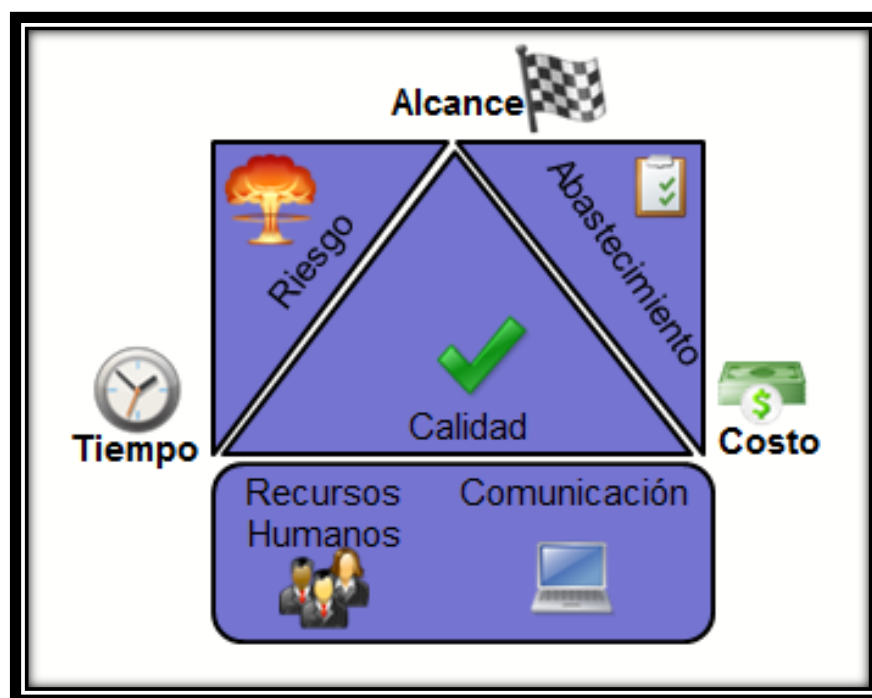 Alcance
Riesgo
Abastecimiento
Tiempo
Calidad
$
Costo
Recursos
Humanos
Comunicación